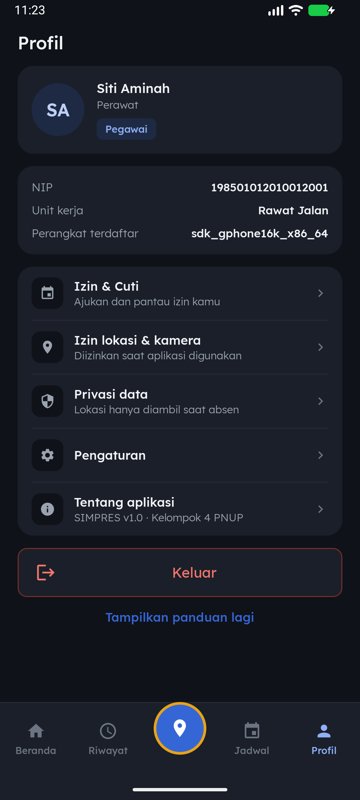 11:23
Profil
SA
Siti Aminah
Perawat
Pegawai
NIP 198501012010012001
Unit kerja Rawat Jalan
Perangkat terdaftar sdk_gphone16k_x86_64
Izin & Cuti
Ajukan dan pantau izin kamu
Izin lokasi & kamera
Diizinkan saat aplikasi digunakan
Privasi data
Lokasi hanya diambil saat absen
Pengaturan
Tentang aplikasi
SIMPRES v1.0 · Kelompok 4 PNUP
Keluar
Tampilkan panduan lagi
Beranda Riwayat Jadwal Profil